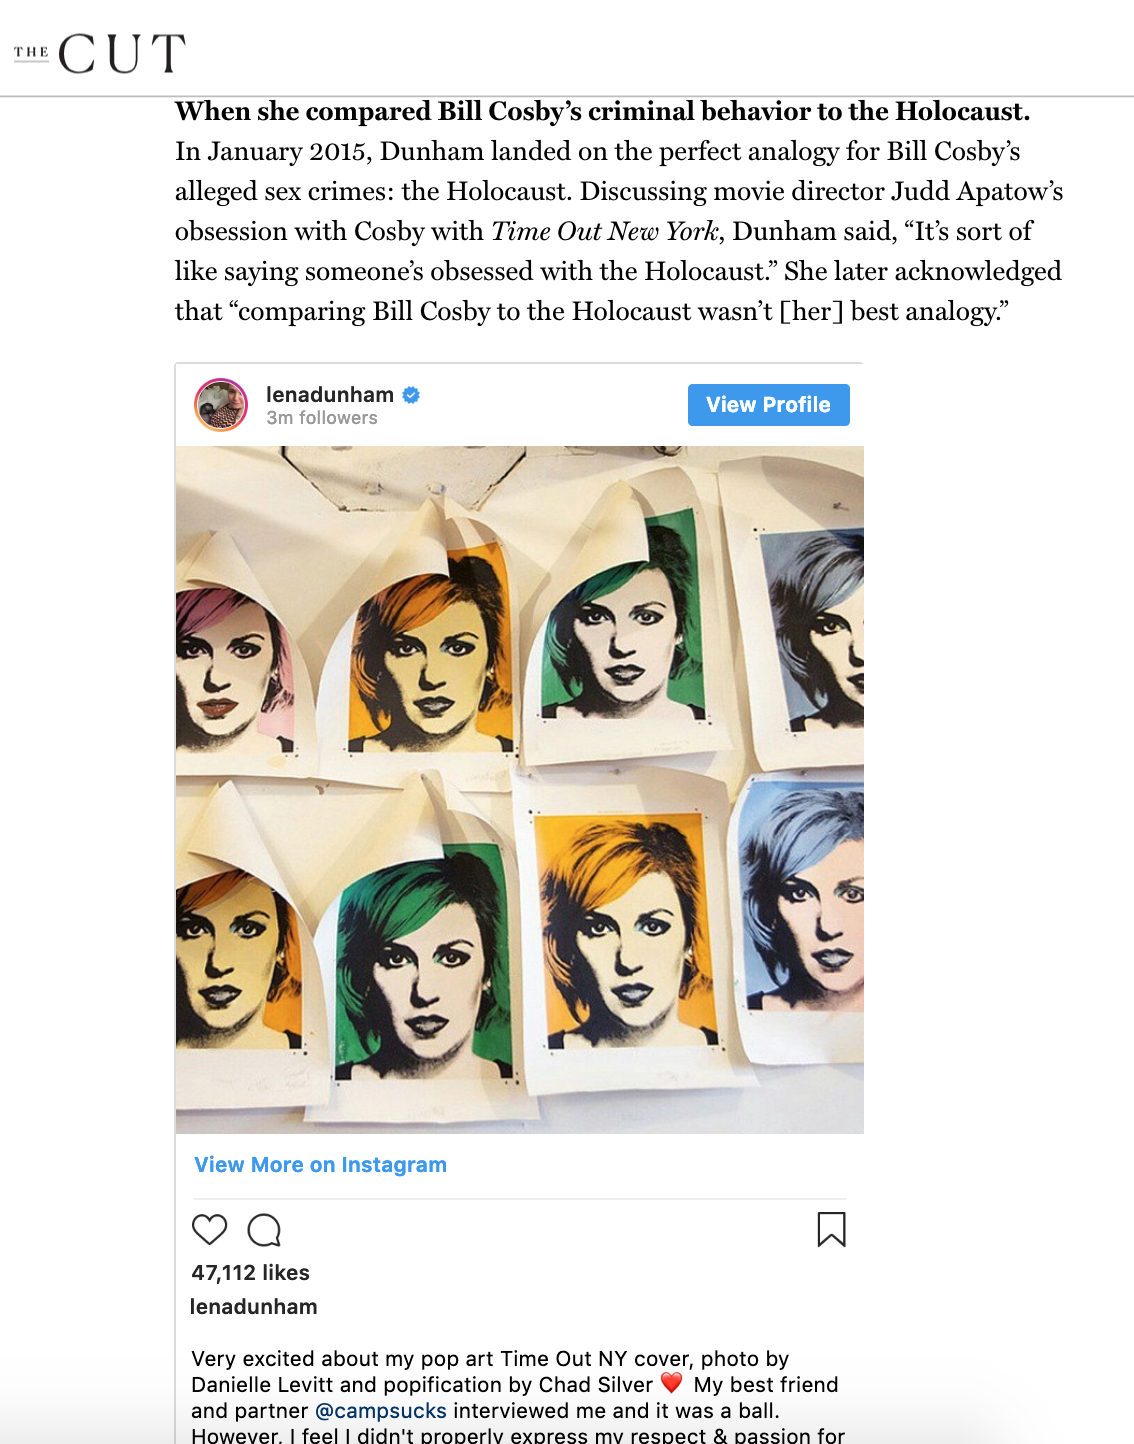 THE CUT
When she compared Bill Cosby’s criminal behavior to the Holocaust.
In January 2015, Dunham landed on the perfect analogy for Bill Cosby’s
alleged sex crimes: the Holocaust. Discussing movie director Judd Apatow’s
obsession with Cosby with Time Out New York, Dunham said, “It’s sort of
like saying someone’s obsessed with the Holocaust.” She later acknowledged
that “comparing Bill Cosby to the Holocaust wasn’t [her] best analogy.”
lenadunham
3m followers
View Profile
View More on Instagram
47,112 likes
lenadunham
Very excited about my pop art Time Out NY cover, photo by
Danielle Levitt and popification by Chad Silver ❤️ My best friend
and partner @campsucks interviewed me and it was a ball.
However, I feel I didn't properly express my respect & passion for